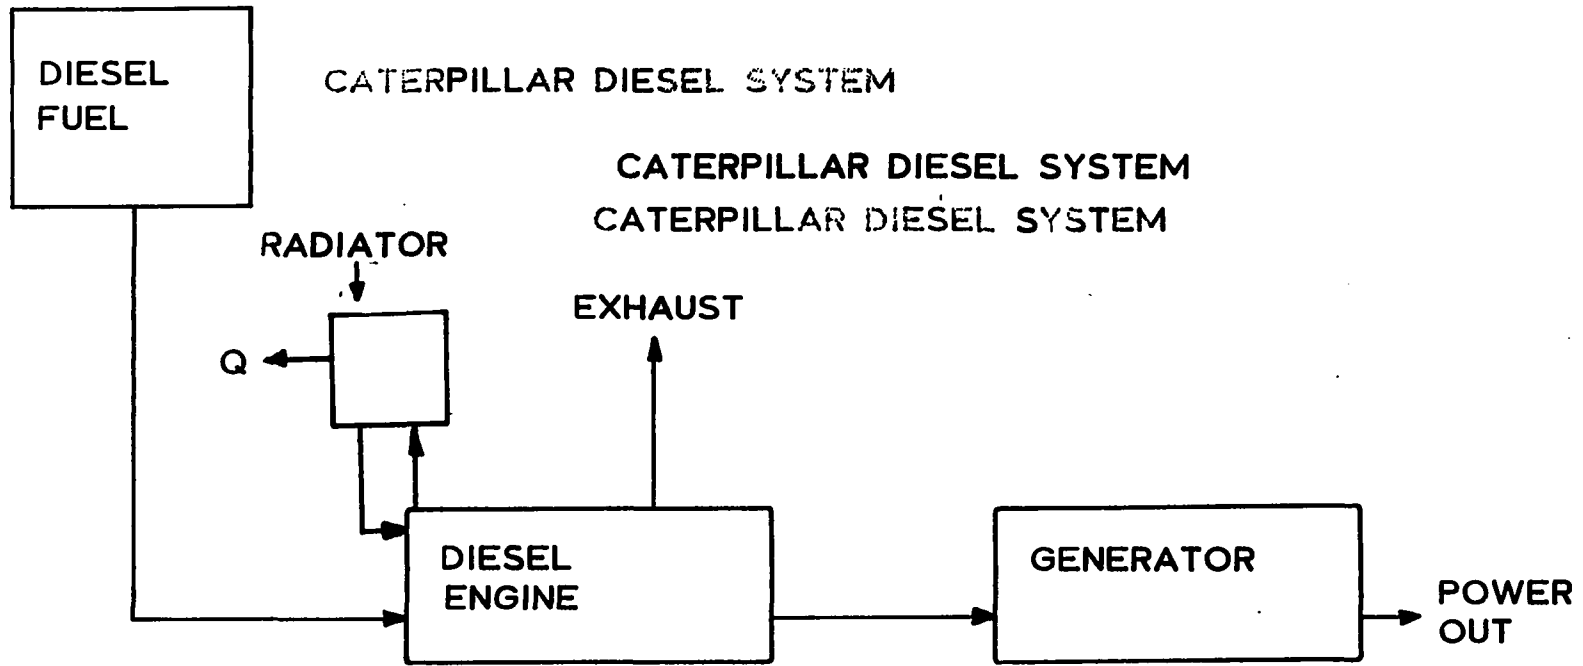 DIESEL
FUEL
CATERPILLAR DIESEL SYSTEM
CATERPILLAR DIESEL SYSTEM
CATERPILLAR DIESEL SYSTEM
RADIATOR
EXHAUST
Q
DIESEL
ENGINE
GENERATOR
POWER
OUT